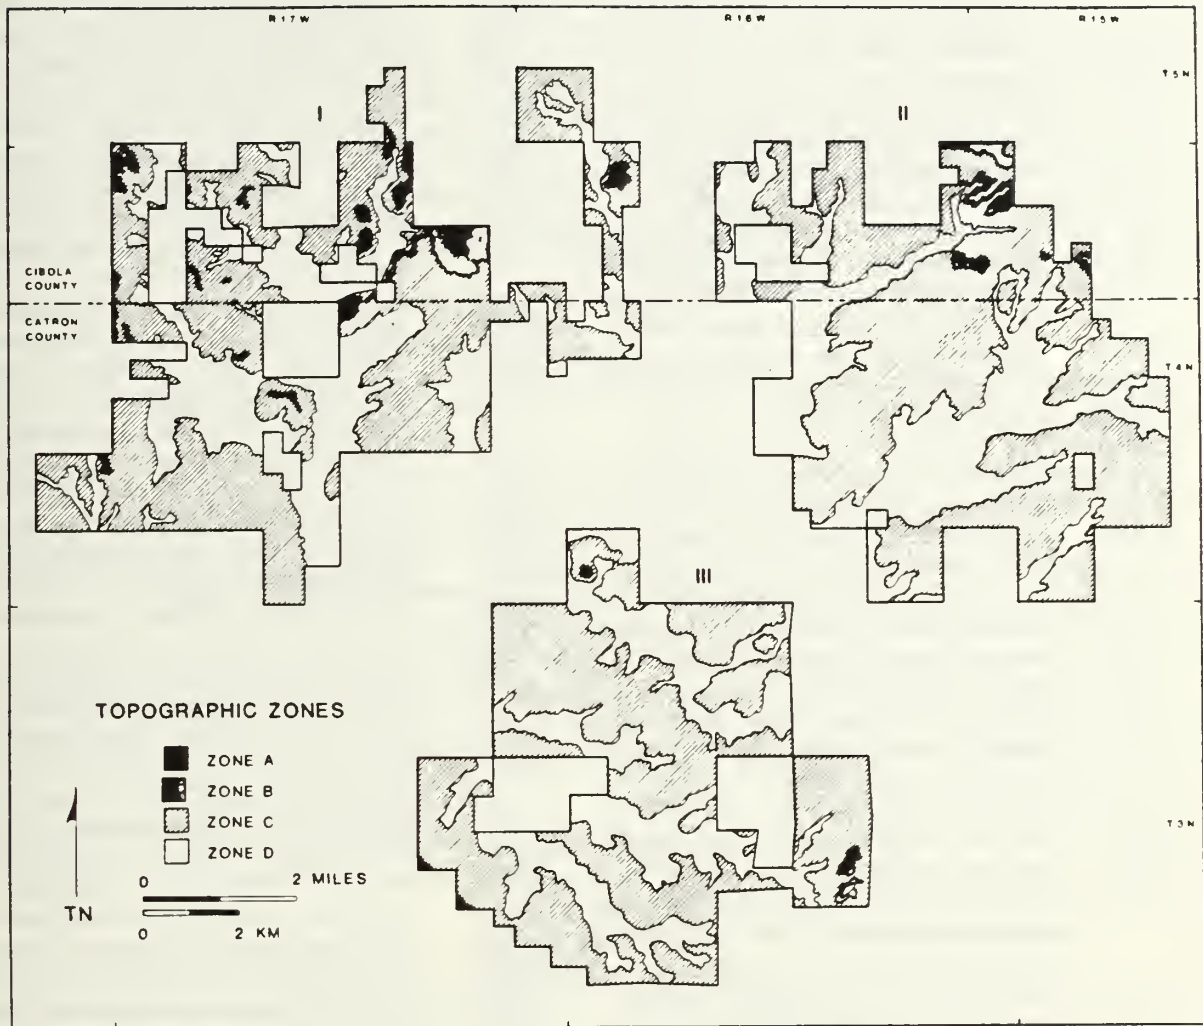 R17W
R16W
R15W
T5N
I
II
CIBOLA
COUNTY
CATRON
COUNTY
T4N
III
TOPOGRAPHIC ZONES
ZONE A
ZONE B
ZONE C
ZONE D
0 2 MILES
0 2 KM
TN
T3N